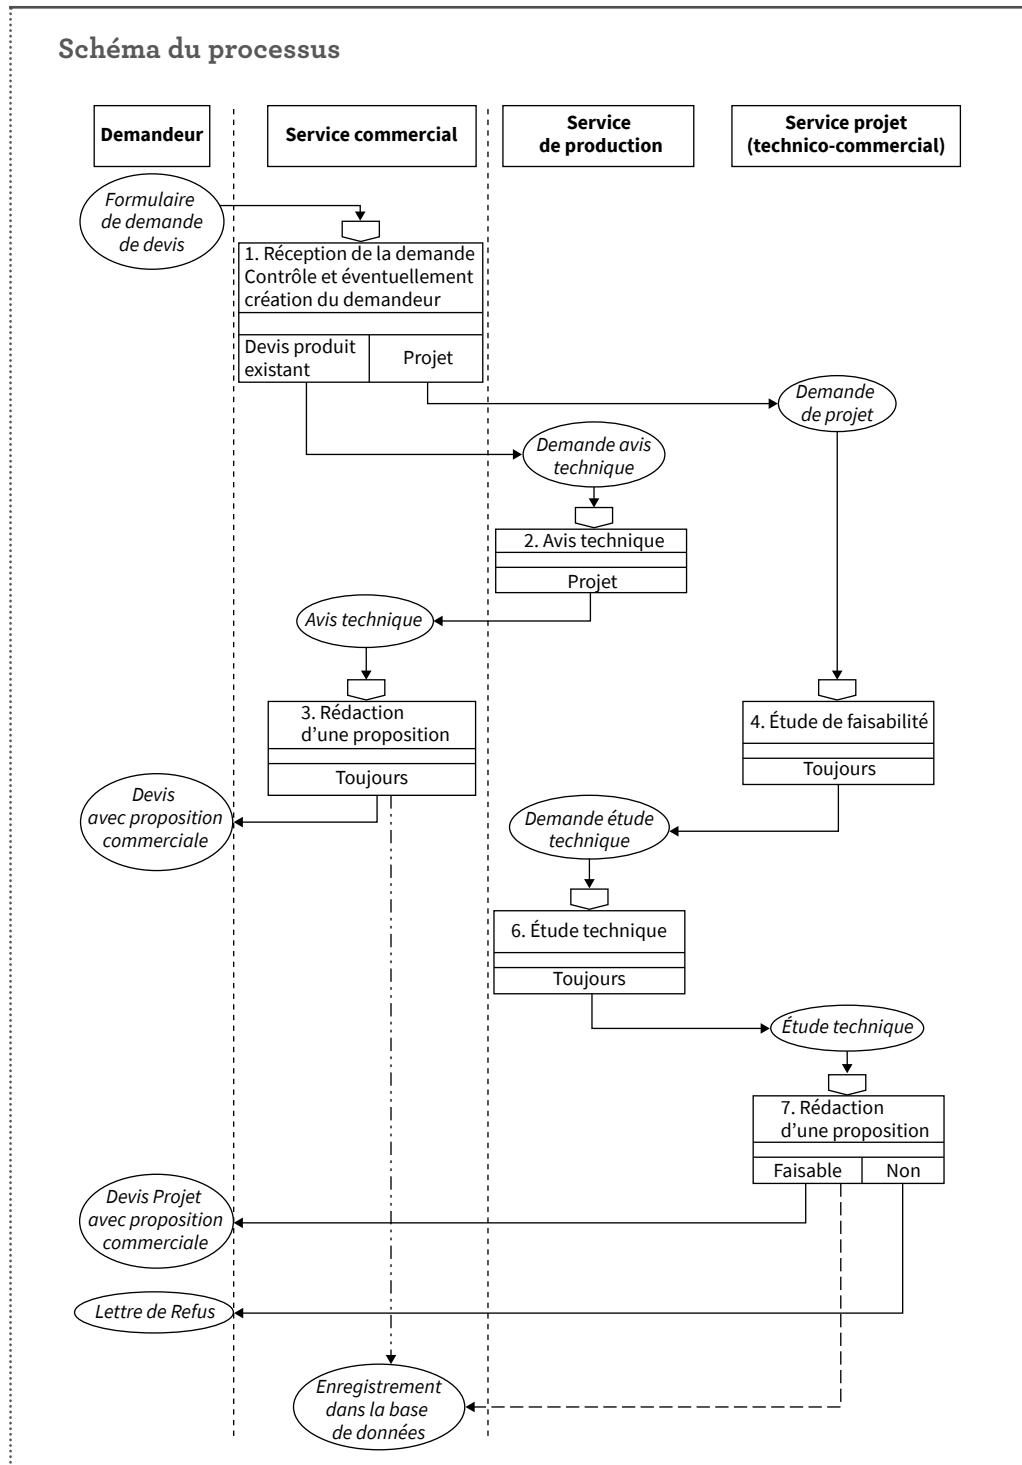 Schéma du processus
Demandeur
Service commercial
Service
de production
Service projet
(technico-commercial)
Formulaire
de demande
de devis
1. Réception de la demande
Contrôle et éventuellement
création du demandeur
Devis produit
existant
Projet
Demande
de projet
Demande avis
technique
2. Avis technique
Projet
Avis technique
3. Rédaction
d’une proposition
Toujours
4. Étude de faisabilité
Toujours
Devis
avec proposition
commerciale
Demande étude
technique
6. Étude technique
Toujours
Étude technique
7. Rédaction
d’une proposition
Faisable
Non
Devis Projet
avec proposition
commerciale
Lettre de Refus
Enregistrement
dans la base
de données